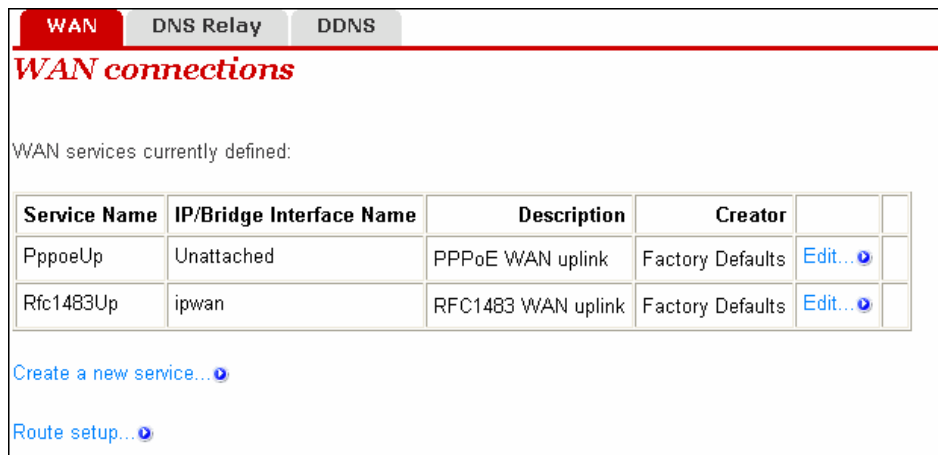 WAN DNS Relay DDNS
WAN connections
WAN services currently defined:
Service Name IP/Bridge Interface Name Description Creator
PppoeUp Unattached PPPoE WAN uplink Factory Defaults Edit...
Rfc1483Up ipwan RFC1483 WAN uplink Factory Defaults Edit...
Create a new service...
Route setup...